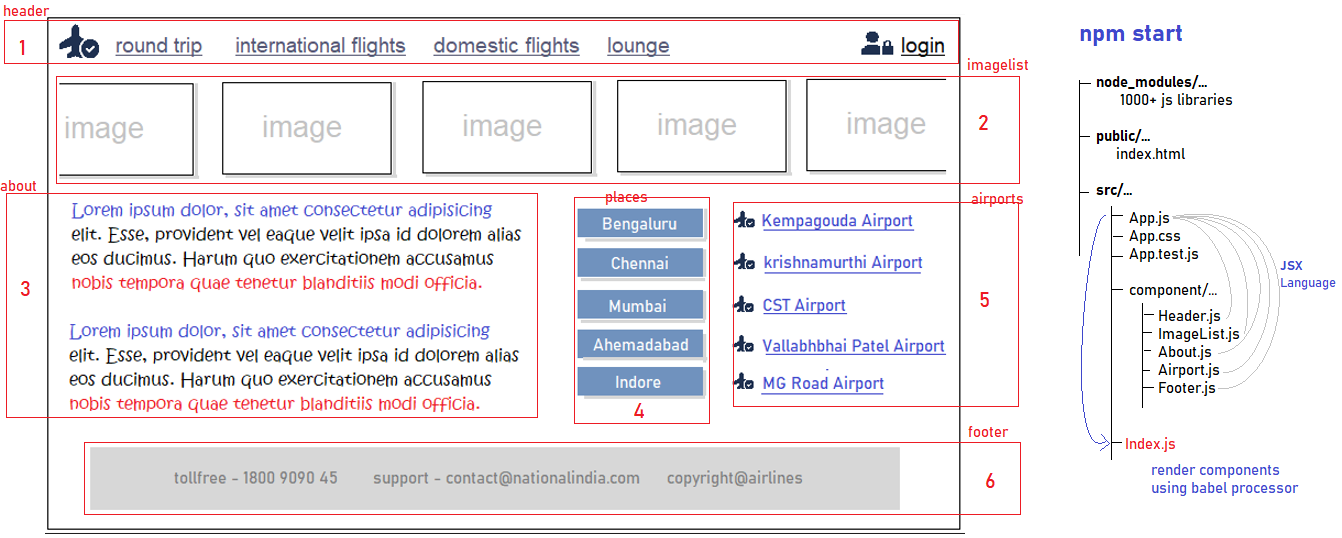 header
1
round trip
international flights
domestic flights
lounge
login
imagelist
image
image
image
image
image
2
about
Lorem ipsum dolor, sit amet consectetur adipisicing
elit. Esse, provident vel eaque velit ipsa id dolorem alias
eos ducimus. Harum quo exercitationem accusamus
nobis tempora quae tenetur blanditiis modi officia.
3
Lorem ipsum dolor, sit amet consectetur adipisicing
elit. Esse, provident vel eaque velit ipsa id dolorem alias
eos ducimus. Harum quo exercitationem accusamus
nobis tempora quae tenetur blanditiis modi officia.
places
Bengaluru
Chennai
Mumbai
Ahemadabad
Indore
4
airports
Kempagouda Airport
krishnamurthi Airport
CST Airport
Vallabhbhai Patel Airport
MG Road Airport
5
footer
tollfree - 1800 9090 45
support - contact@nationalindia.com
copyright@airlines
6
npm start
node_modules/...
1000+ js libraries
public/...
index.html
src/...
App.js
App.css
App.test.js
component/...
Header.js
ImageList.js
About.js
Airport.js
Footer.js
JSX
Language
Index.js
render components
using babel processor